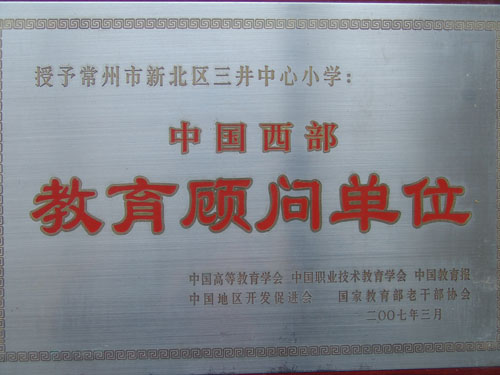 授予常州市新北区三井中心小学：
中国西部
教育顾问单位
中国高等教育学会 中国职业技术教育学会 中国教育报
中国地区开发促进会 国家教育部老干部协会
二〇〇七年三月